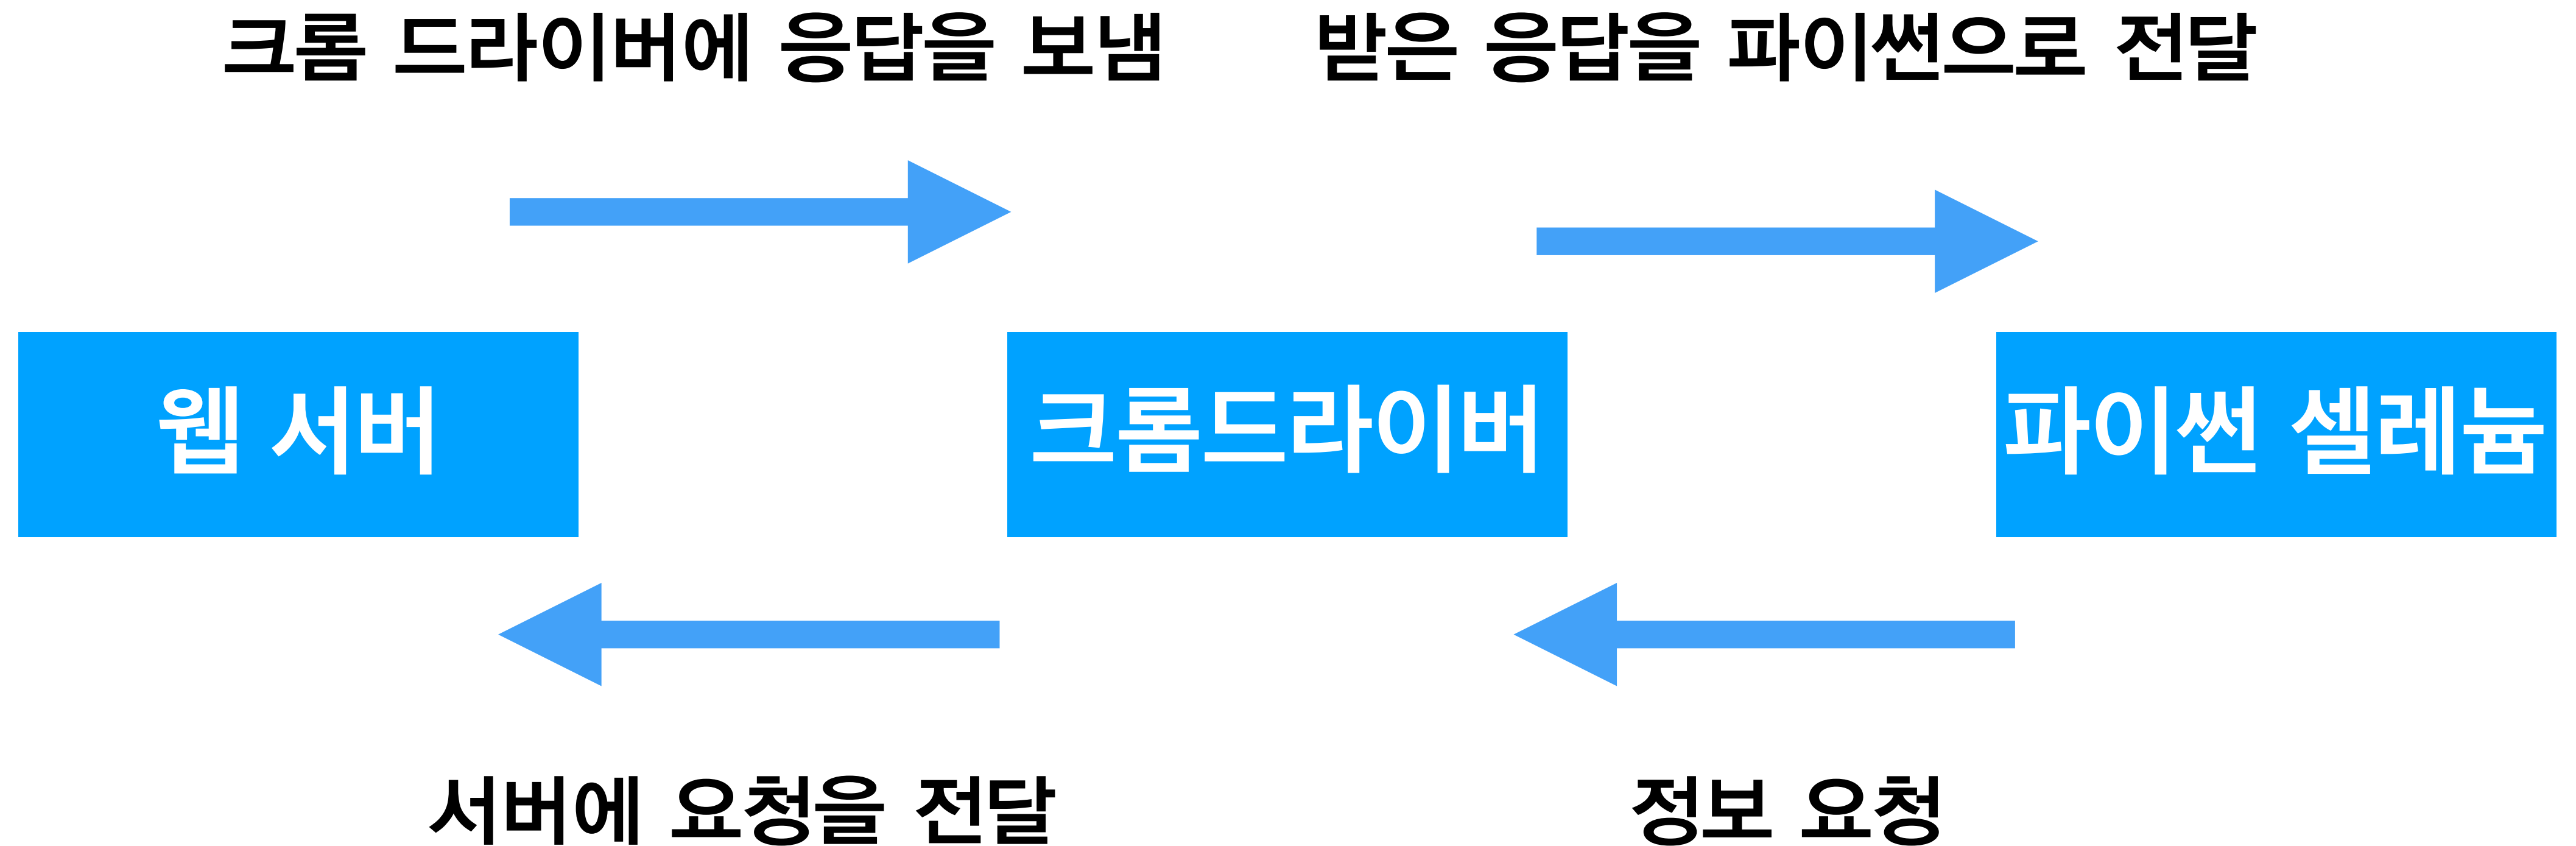 크롬 드라이버에 응답을 보냄
받은 응답을 파이썬으로 전달
웹 서버
크롬드라이버
파이썬 셀레늄
서버에 요청을 전달
정보 요청